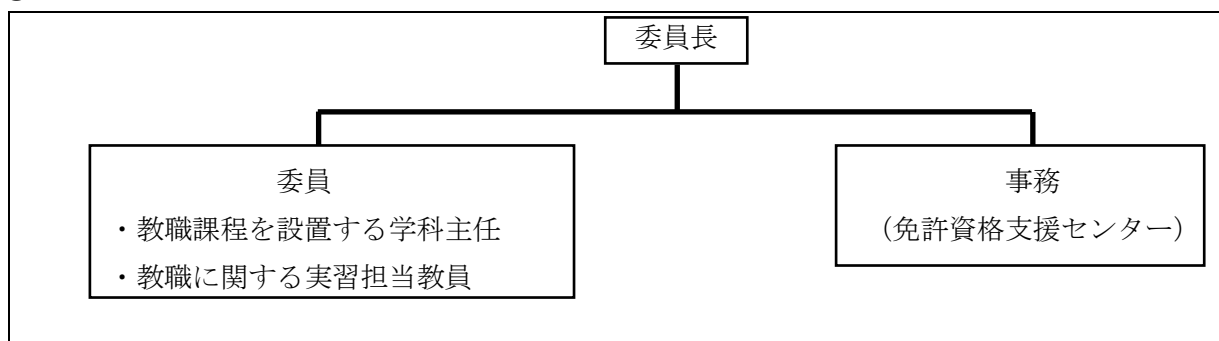 委員長
委員
・教職課程を設置する学科主任
・教職に関する実習担当教員
事務
（免許資格支援センター）